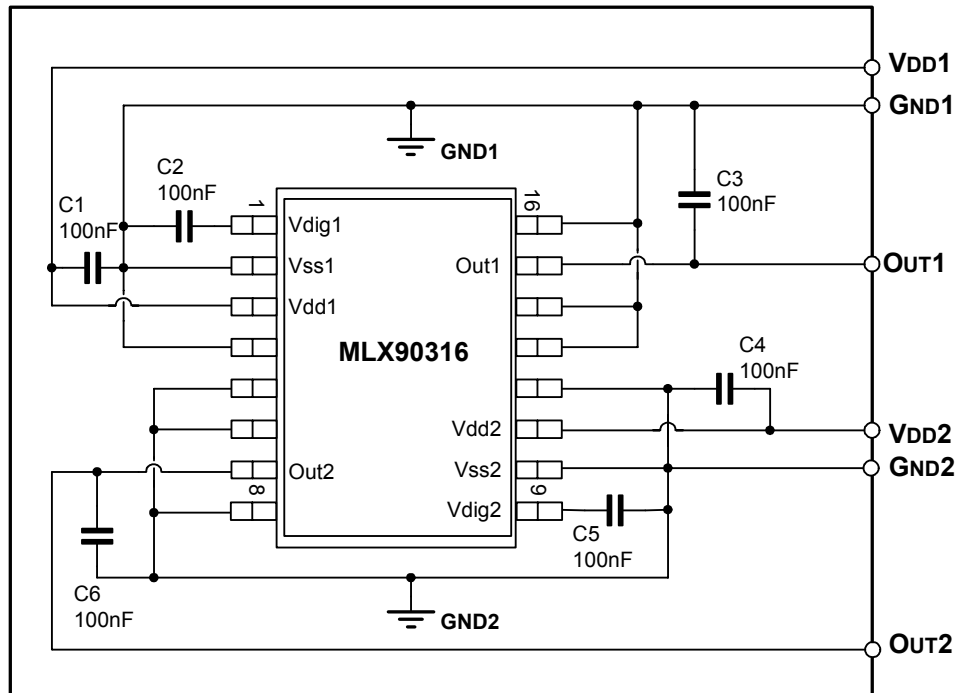 VDD1
GND1
GND1
C2
100nF
C3
100nF
C1
100nF
1
16
Vdig1
Vss1
Out1
OUT1
Vdd1
MLX90316
C4
100nF
Vdd2
VDD2
Out2
Vss2
GND2
8
9
Vdig2
C5
100nF
C6
100nF
GND2
OUT2